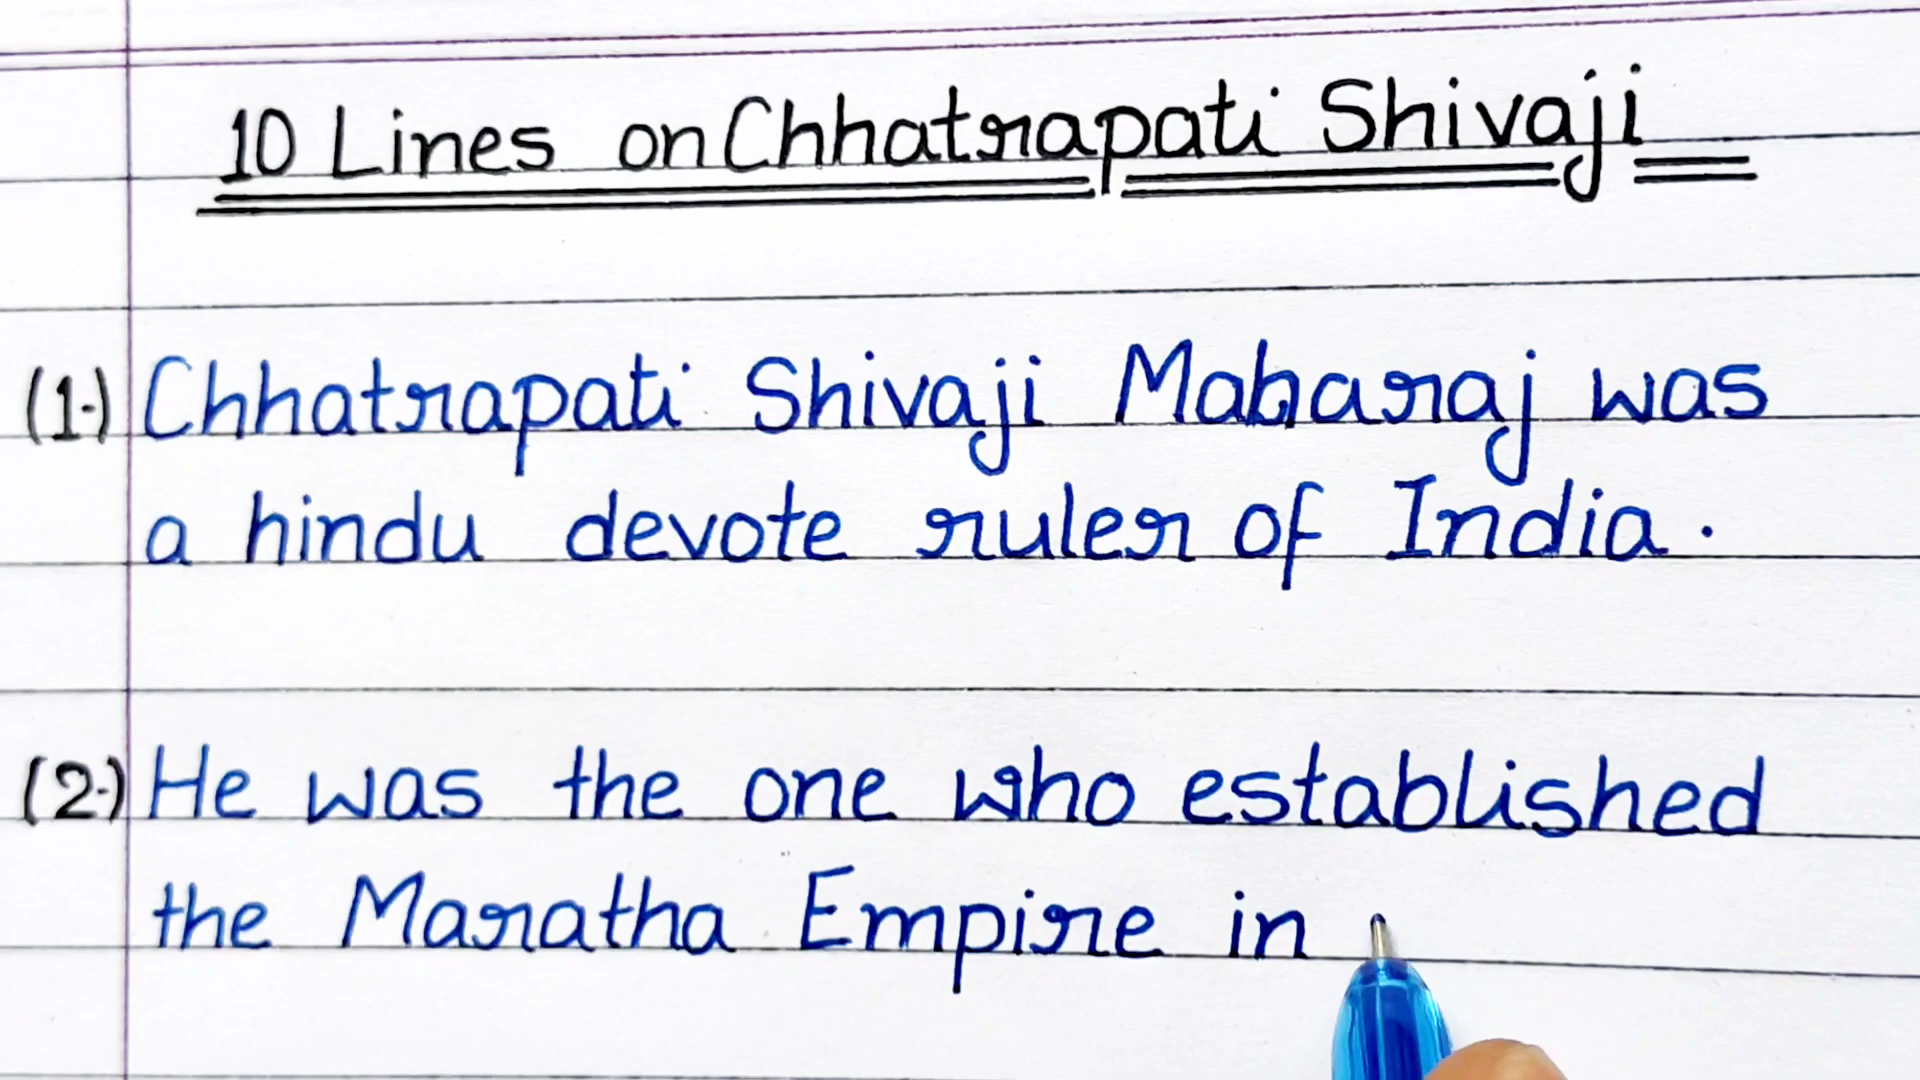 10 Lines on Chhatrapati Shivaji
(1.) Chhatrapati Shivaji Maharaj was
a hindu devote ruler of India.
(2.) He was the one who established
the Maratha Empire in